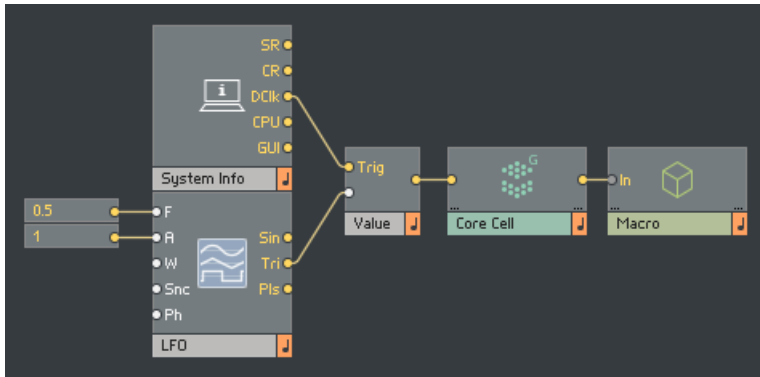 SR
CR
DClk
CPU
GUI
System Info
0.5
1
F
A
W
Snc
Ph
Sin
Tri
Pls
LFO
Trig
Value
G
...
...
Core Cell
In
...
...
Macro